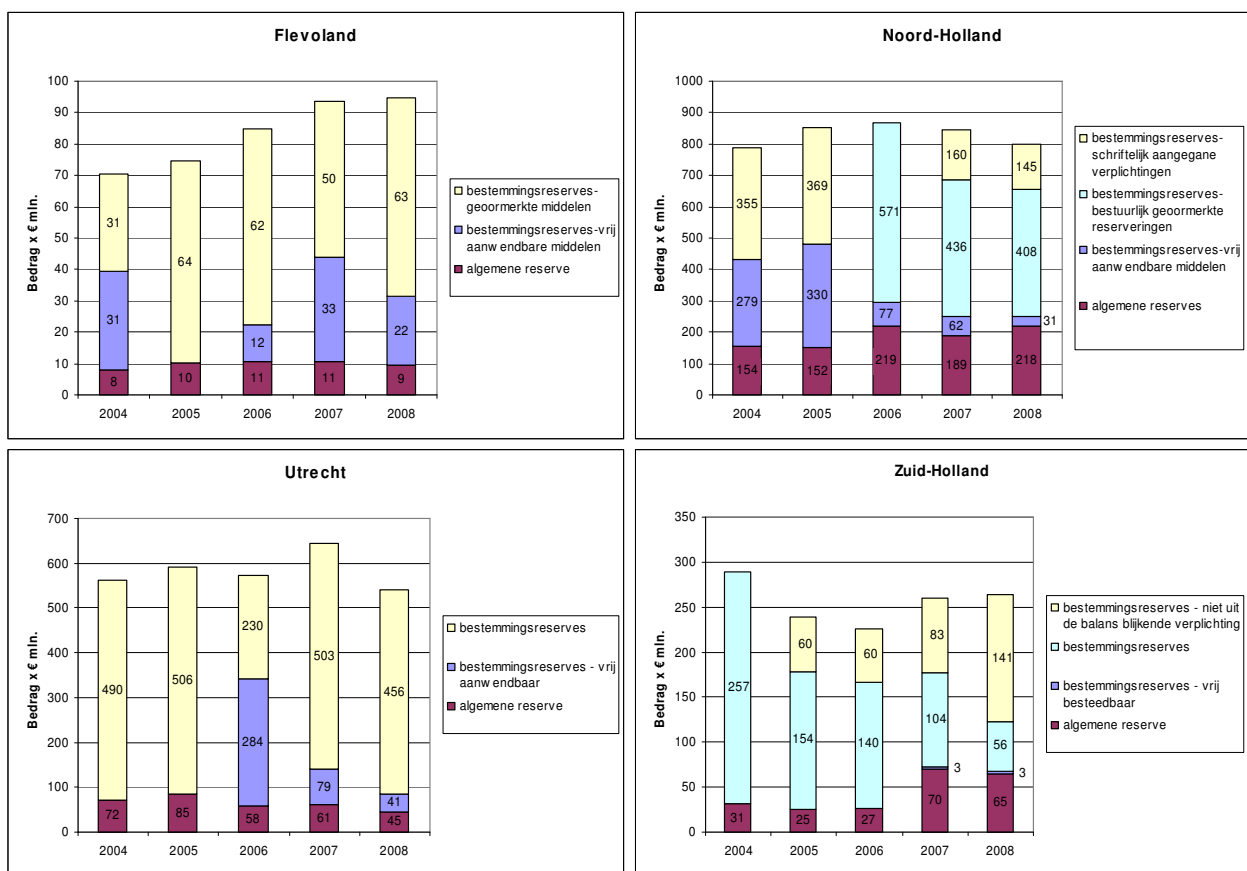 Flevoland
Bedrag x € mln.
100
90
80
70
60
50
40
30
20
10
0
31 64 62 50 63
31 12 33 22
8 10 11 11 9
2004 2005 2006 2007 2008
bestemmingsreserves-
geoormerkte middelen
bestemmingsreserves-vrij
aanwendbare middelen
algemene reserve
Noord-Holland
Bedrag x € mln.
1000
900
800
700
600
500
400
300
200
100
0
355 369 160 145
571 436 408
279 330 77 62 31
154 152 219 189 218
2004 2005 2006 2007 2008
bestemmingsreserves-
schriftelijk aangegane
verplichtingen
bestemmingsreserves-
bestuurlijk geoormerkte
reserveringen
bestemmingsreserves-vrij
aanwendbare middelen
algemene reserves
Utrecht
Bedrag x € mln.
700
600
500
400
300
200
100
0
490 506 230 503 456
284 79 41
72 85 58 61 45
2004 2005 2006 2007 2008
bestemmingsreserves
bestemmingsreserves - vrij
aanwendbaar
algemene reserve
Zuid-Holland
Bedrag x € mln.
350
300
250
200
150
100
50
0
60 60 83 141
257 154 140 104 56
3 3
31 25 27 70 65
2004 2005 2006 2007 2008
bestemmingsreserves - niet uit
de balans blijkende verplichting
bestemmingsreserves
bestemmingsreserves - vrij
besteedbaar
algemene reserve